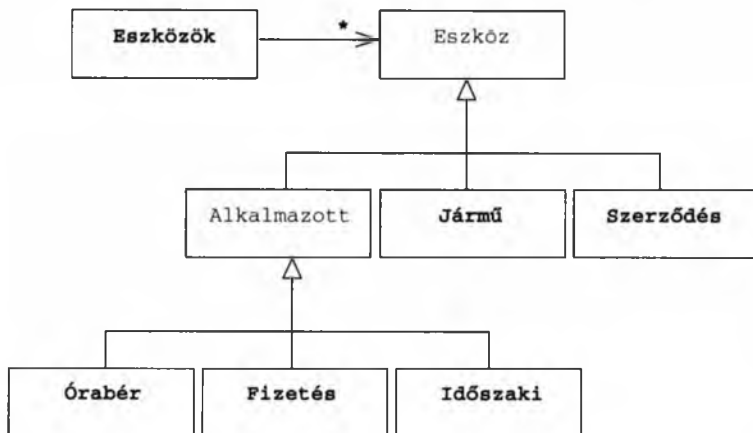 Eszközök * Eszköz
Alkalmazott Jármű Szerződés
Órabér Fizetés Időszaki